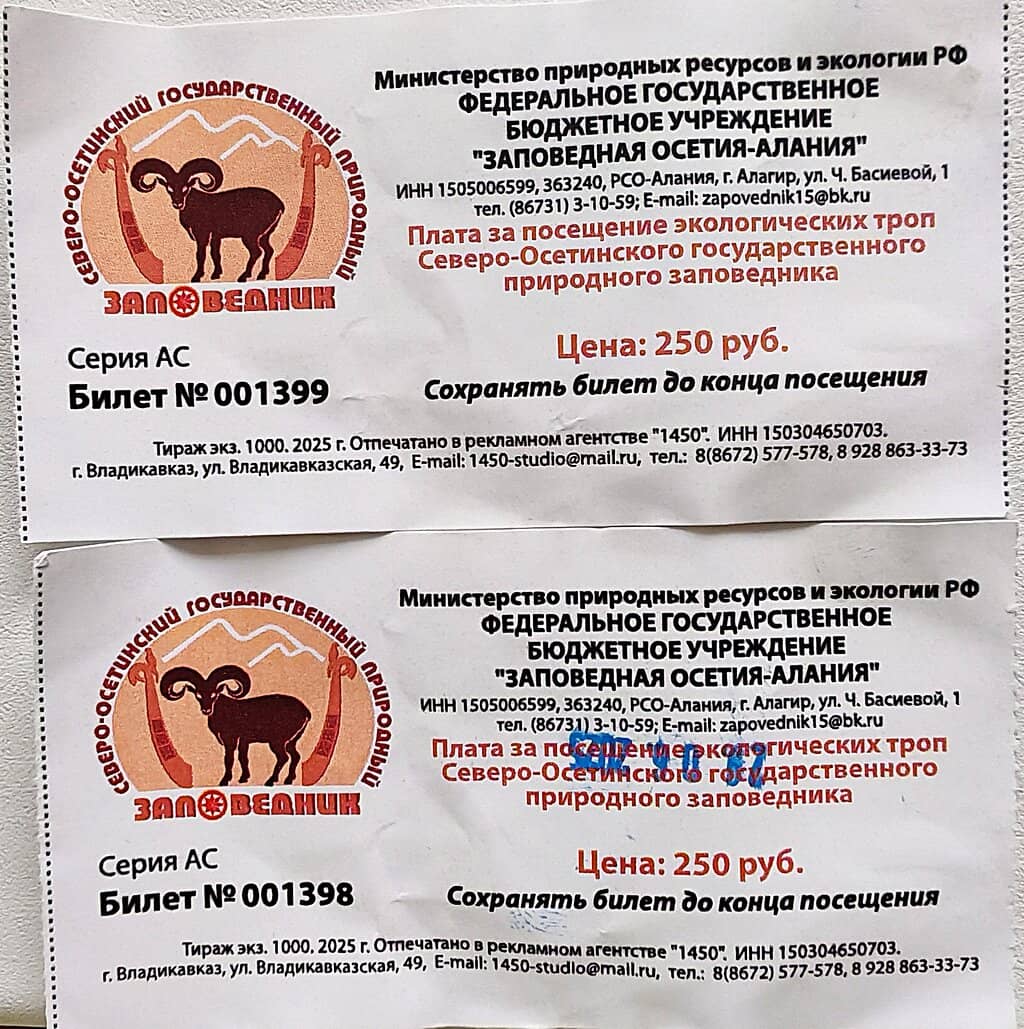 СЕВЕРО-ОСЕТИНСКИЙ ГОСУДАРСТВЕННЫЙ ПРИРОДНЫЙ
ЗАПОВЕДНИК
Министерство природных ресурсов и экологии РФ
ФЕДЕРАЛЬНОЕ ГОСУДАРСТВЕННОЕ
БЮДЖЕТНОЕ УЧРЕЖДЕНИЕ
"ЗАПОВЕДНАЯ ОСЕТИЯ-АЛАНИЯ"
ИНН 1505006599, 363240, РСО-Алания, г. Алагир, ул. Ч. Басиевой, 1
тел. (86731) 3-10-59; E-mail: zapovednik15@bk.ru
Плата за посещение экологических троп
Северо-Осетинского государственного
природного заповедника
Серия АС
Билет № 001399
Цена: 250 руб.
Сохранять билет до конца посещения
Тираж экз. 1000. 2025 г. Отпечатано в рекламном агентстве "1450". ИНН 150304650703.
г. Владикавказ, ул. Владикавказская, 49, E-mail: 1450-studio@mail.ru, тел.: 8(8672) 577-578, 8 928 863-33-73
СЕВЕРО-ОСЕТИНСКИЙ ГОСУДАРСТВЕННЫЙ ПРИРОДНЫЙ
ЗАПОВЕДНИК
Министерство природных ресурсов и экологии РФ
ФЕДЕРАЛЬНОЕ ГОСУДАРСТВЕННОЕ
БЮДЖЕТНОЕ УЧРЕЖДЕНИЕ
"ЗАПОВЕДНАЯ ОСЕТИЯ-АЛАНИЯ"
ИНН 1505006599, 363240, РСО-Алания, г. Алагир, ул. Ч. Басиевой, 1
тел. (86731) 3-10-59; E-mail: zapovednik15@bk.ru
Плата за посещение экологических троп
Северо-Осетинского государственного
природного заповедника
Серия АС
Билет № 001398
Цена: 250 руб.
Сохранять билет до конца посещения
Тираж экз. 1000. 2025 г. Отпечатано в рекламном агентстве "1450". ИНН 150304650703.
г. Владикавказ, ул. Владикавказская, 49, E-mail: 1450-studio@mail.ru, тел.: 8(8672) 577-578, 8 928 863-33-73